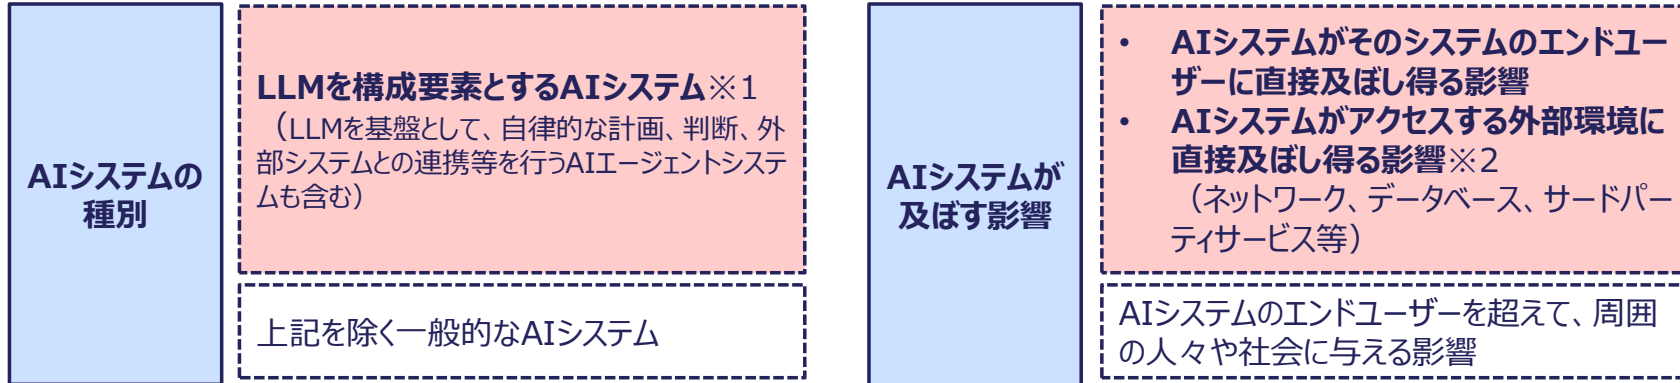 AIシステムの
種別
LLMを構成要素とするAIシステム※1
（LLMを基盤として、自律的な計画、判断、外
部システムとの連携等を行うAIエージェントシステ
ムも含む）
上記を除く一般的なAIシステム
AIシステムが
及ぼす影響
• AIシステムがそのシステムのエンドユー
ザーに直接及ぼし得る影響
• AIシステムがアクセスする外部環境に
直接及ぼし得る影響※2
（ネットワーク、データベース、サードパー
ティサービス等）
AIシステムのエンドユーザーを超えて、周囲
の人々や社会に与える影響